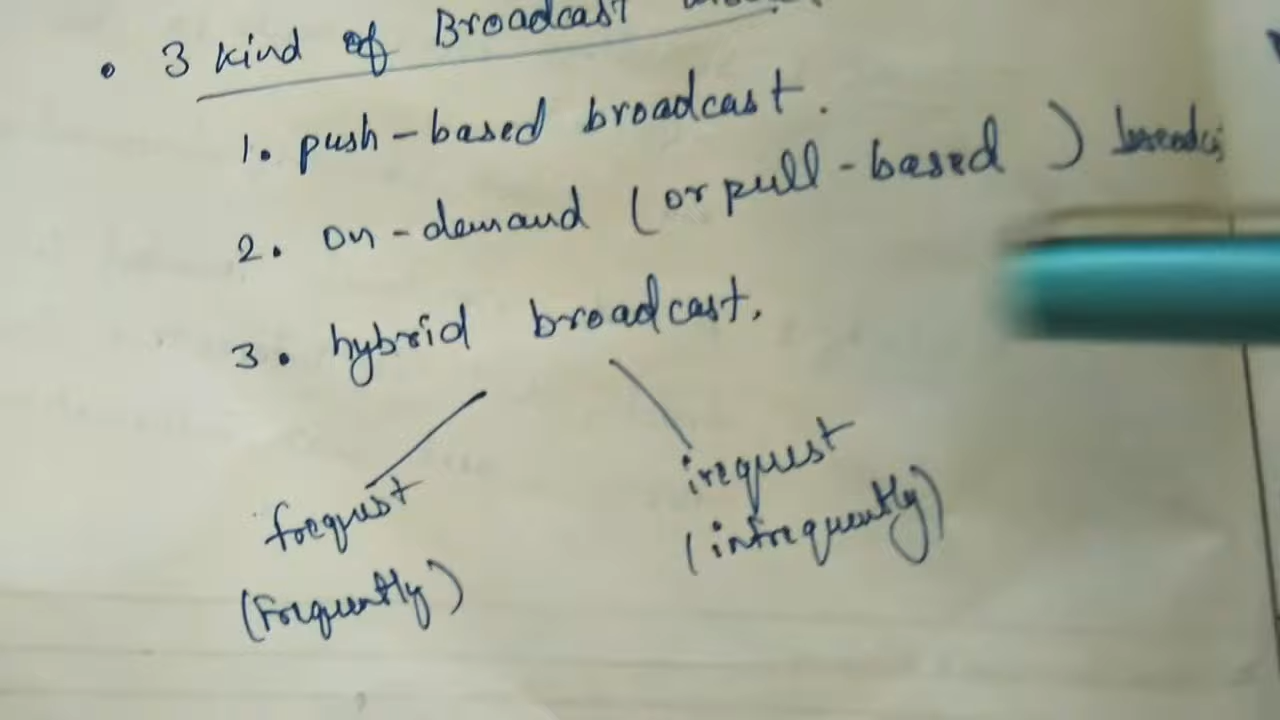 • 3 kind of Broadcast
1. push-based broadcast.
2. on-demand (or pull-based)
3. hybrid broadcast.
frequst irequest
(Frequently) (infrequently)